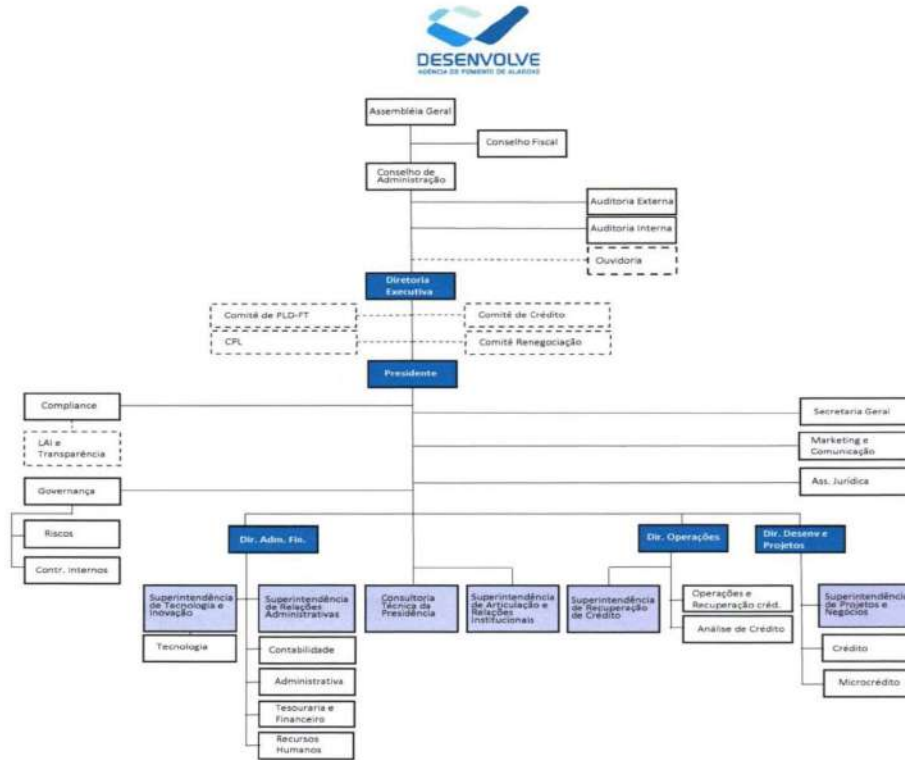 DESENVOLVE
AGÊNCIA DE FOMENTO DE ALAGOAS
Assembléia Geral
Conselho Fiscal
Conselho de
Administração
Auditoria Externa
Auditoria Interna
Ouvidoria
Diretoria
Executiva
Comitê de PLD-FT
Comitê de Crédito
CPL
Comitê Renegociação
Presidente
Compliance
Secretaria Geral
LAI e
Transparência
Marketing e
Comunicação
Governança
Ass. Jurídica
Riscos
Contr. Internos
Dir. Adm. Fin.
Dir. Operações
Dir. Desenv e
Projetos
Superintendência
de Tecnologia e
Inovação
Superintendência
de Relações
Administrativas
Consultoria
Técnica da
Presidência
Superintendência
de Articulação e
Relações
Institucionais
Superintendência
de Recuperação
de Crédito
Operações e
Recuperação créd.
Superintendência
de Projetos e
Negócios
Tecnologia
Contabilidade
Análise de Crédito
Crédito
Administrativa
Microcrédito
Tesouraria e
Financeiro
Recursos
Humanos